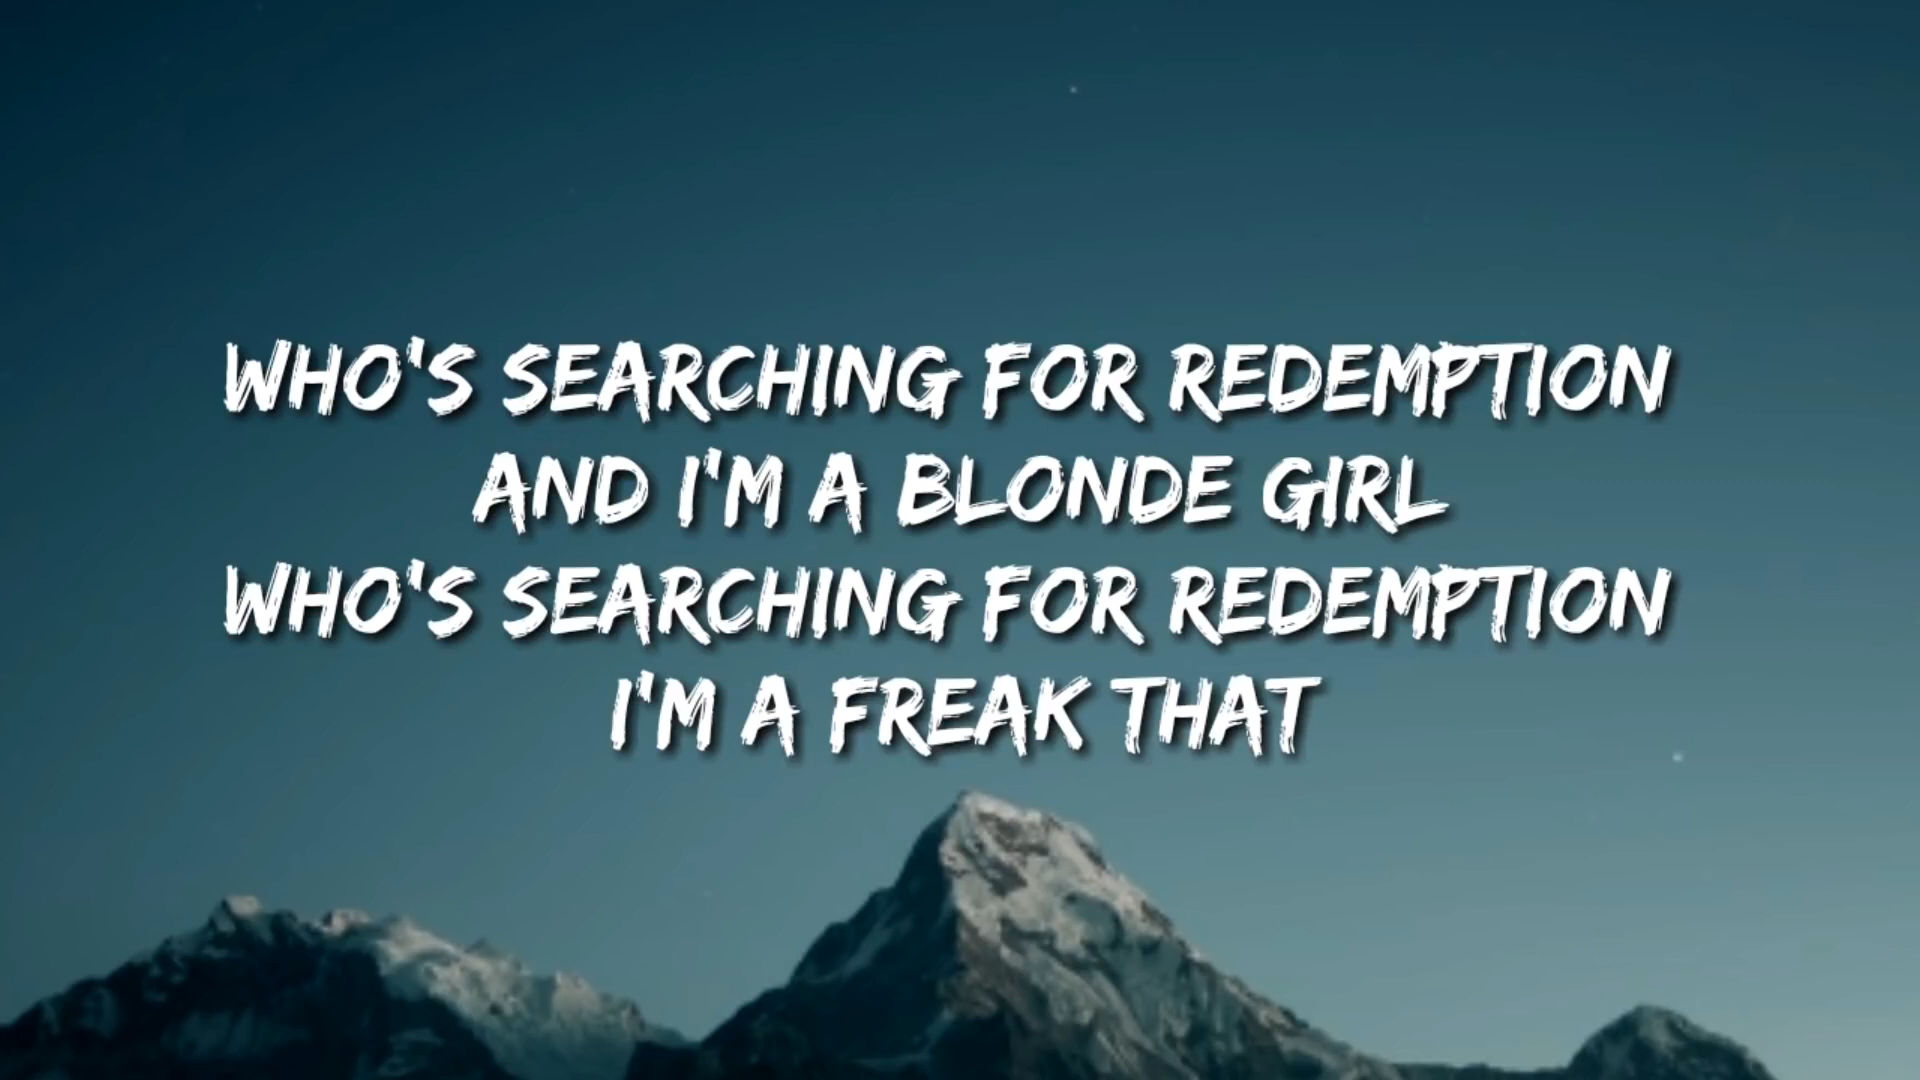 WHO'S SEARCHING FOR REDEMPTION
AND I'M A BLONDE GIRL
WHO'S SEARCHING FOR REDEMPTION
I'M A FREAK THAT